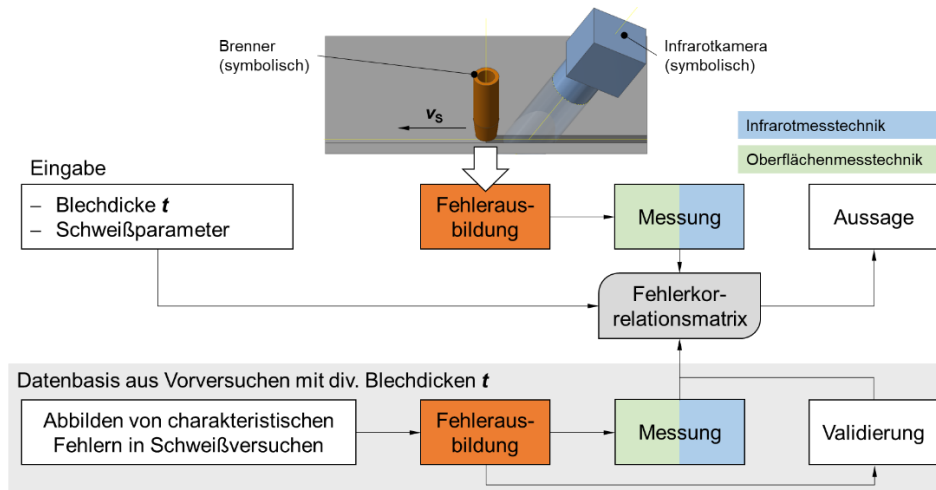 Brenner
(symbolisch)
Infrarotkamera
(symbolisch)
vS
Infrarotmesstechnik
Oberflächenmesstechnik
Eingabe
– Blechdicke t
– Schweißparameter
Fehleraus-
bildung
Messung
Aussage
Fehlerkor-
relationsmatrix
Datenbasis aus Vorversuchen mit div. Blechdicken t
Abbilden von charakteristischen
Fehlern in Schweißversuchen
Fehleraus-
bildung
Messung
Validierung